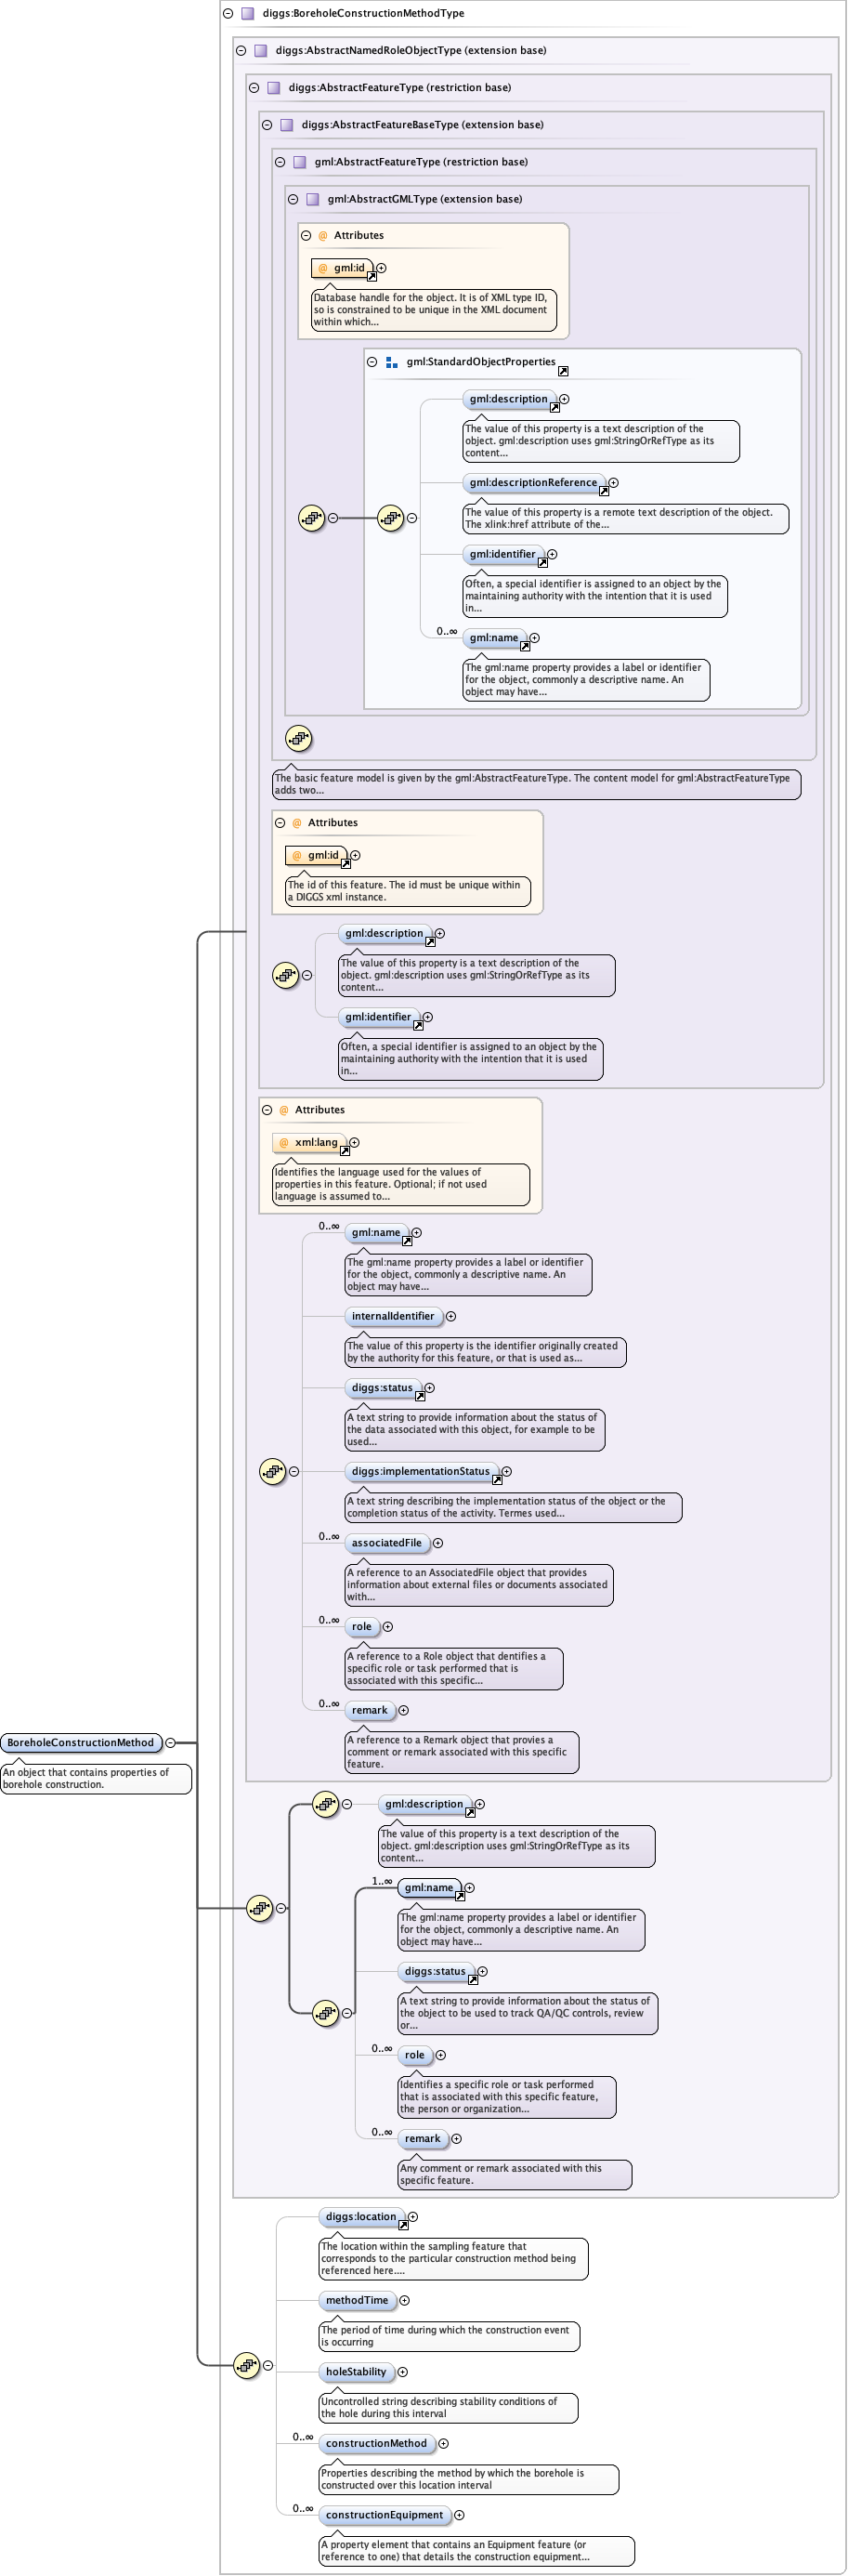 diggs:BoreholeConstructionMethodType
diggs:AbstractNamedRoleObjectType (extension base)
diggs:AbstractFeatureType (restriction base)
diggs:AbstractFeatureBaseType (extension base)
gml:AbstractFeatureType (restriction base)
gml:AbstractGMLType (extension base)
@ Attributes
@ gml:id
Database handle for the object. It is of XML type ID,
so is constrained to be unique in the XML document
within which...
gml:StandardObjectProperties
gml:description
The value of this property is a text description of the
object. gml:description uses gml:StringOrRefType as its
content...
gml:descriptionReference
The value of this property is a remote text description of the object.
The xlink:href attribute of the...
gml:identifier
Often, a special identifier is assigned to an object by the
maintaining authority with the intention that it is used
in...
0..∞
gml:name
The gml:name property provides a label or identifier
for the object, commonly a descriptive name. An
object may have...
The basic feature model is given by the gml:AbstractFeatureType. The content model for gml:AbstractFeatureType
adds two...
@ Attributes
@ gml:id
The id of this feature. The id must be unique within
a DIGGS xml instance.
gml:description
The value of this property is a text description of the
object. gml:description uses gml:StringOrRefType as its
content...
gml:identifier
Often, a special identifier is assigned to an object by the
maintaining authority with the intention that it is used
in...
@ Attributes
@ xml:lang
Identifies the language used for the values of
properties in this feature. Optional; if not used
language is assumed to...
0..∞
gml:name
The gml:name property provides a label or identifier
for the object, commonly a descriptive name. An
object may have...
internalIdentifier
The value of this property is the identifier originally created
by the authority for this feature, or that is used as...
diggs:status
A text string to provide information about the status of
the data associated with this object, for example to be
used...
diggs:implementationStatus
A text string describing the implementation status of the object or the
completion status of the activity. Termes used...
0..∞
associatedFile
A reference to an AssociatedFile object that provides
information about external files or documents associated
with...
0..∞
role
A reference to a Role object that dentifies a
specific role or task performed that is
associated with this specific...
0..∞
remark
A reference to a Remark object that provies a
comment or remark associated with this specific
feature.
BoreholeConstructionMethod
An object that contains properties of
borehole construction.
gml:description
The value of this property is a text description of the
object. gml:description uses gml:StringOrRefType as its
content...
1..∞
gml:name
The gml:name property provides a label or identifier
for the object, commonly a descriptive name. An
object may have...
diggs:status
A text string to provide information about the status of
the object to be used to track QA/QC controls, review
or...
0..∞
role
Identifies a specific role or task performed
that is associated with this specific feature,
the person or organization...
0..∞
remark
Any comment or remark associated with this
specific feature.
diggs:location
The location within the sampling feature that
corresponds to the particular construction method being
referenced here....
methodTime
The period of time during which the construction event
is occurring
holeStability
Uncontrolled string describing stability conditions of
the hole during this interval
0..∞
constructionMethod
Properties describing the method by which the borehole is
constructed over this location interval
0..∞
constructionEquipment
A property element that contains an Equipment feature (or
reference to one) that details the construction equipment...